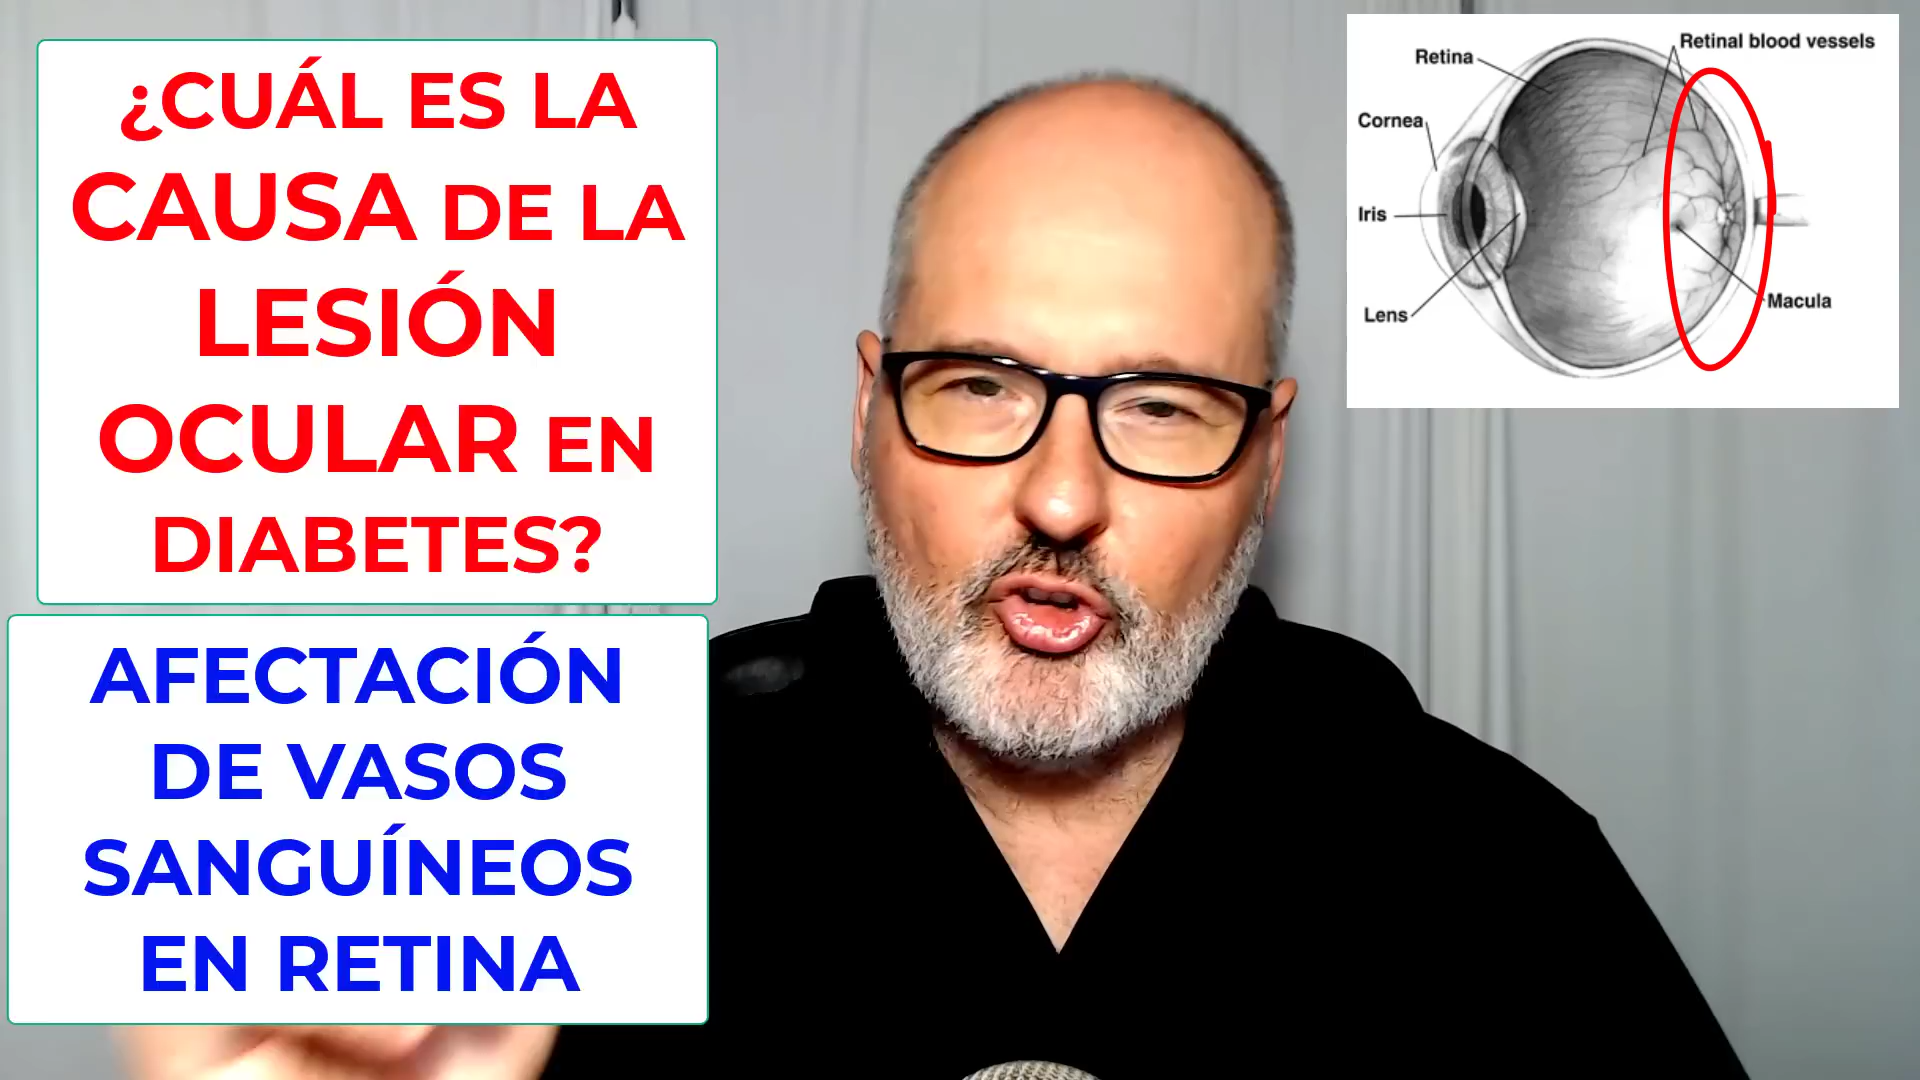 ¿CUÁL ES LA
CAUSA DE LA
LESIÓN
OCULAR EN
DIABETES?
AFECTACIÓN
DE VASOS
SANGUÍNEOS
EN RETINA
Retinal blood vessels
Retina
Cornea
Iris
Lens
Macula